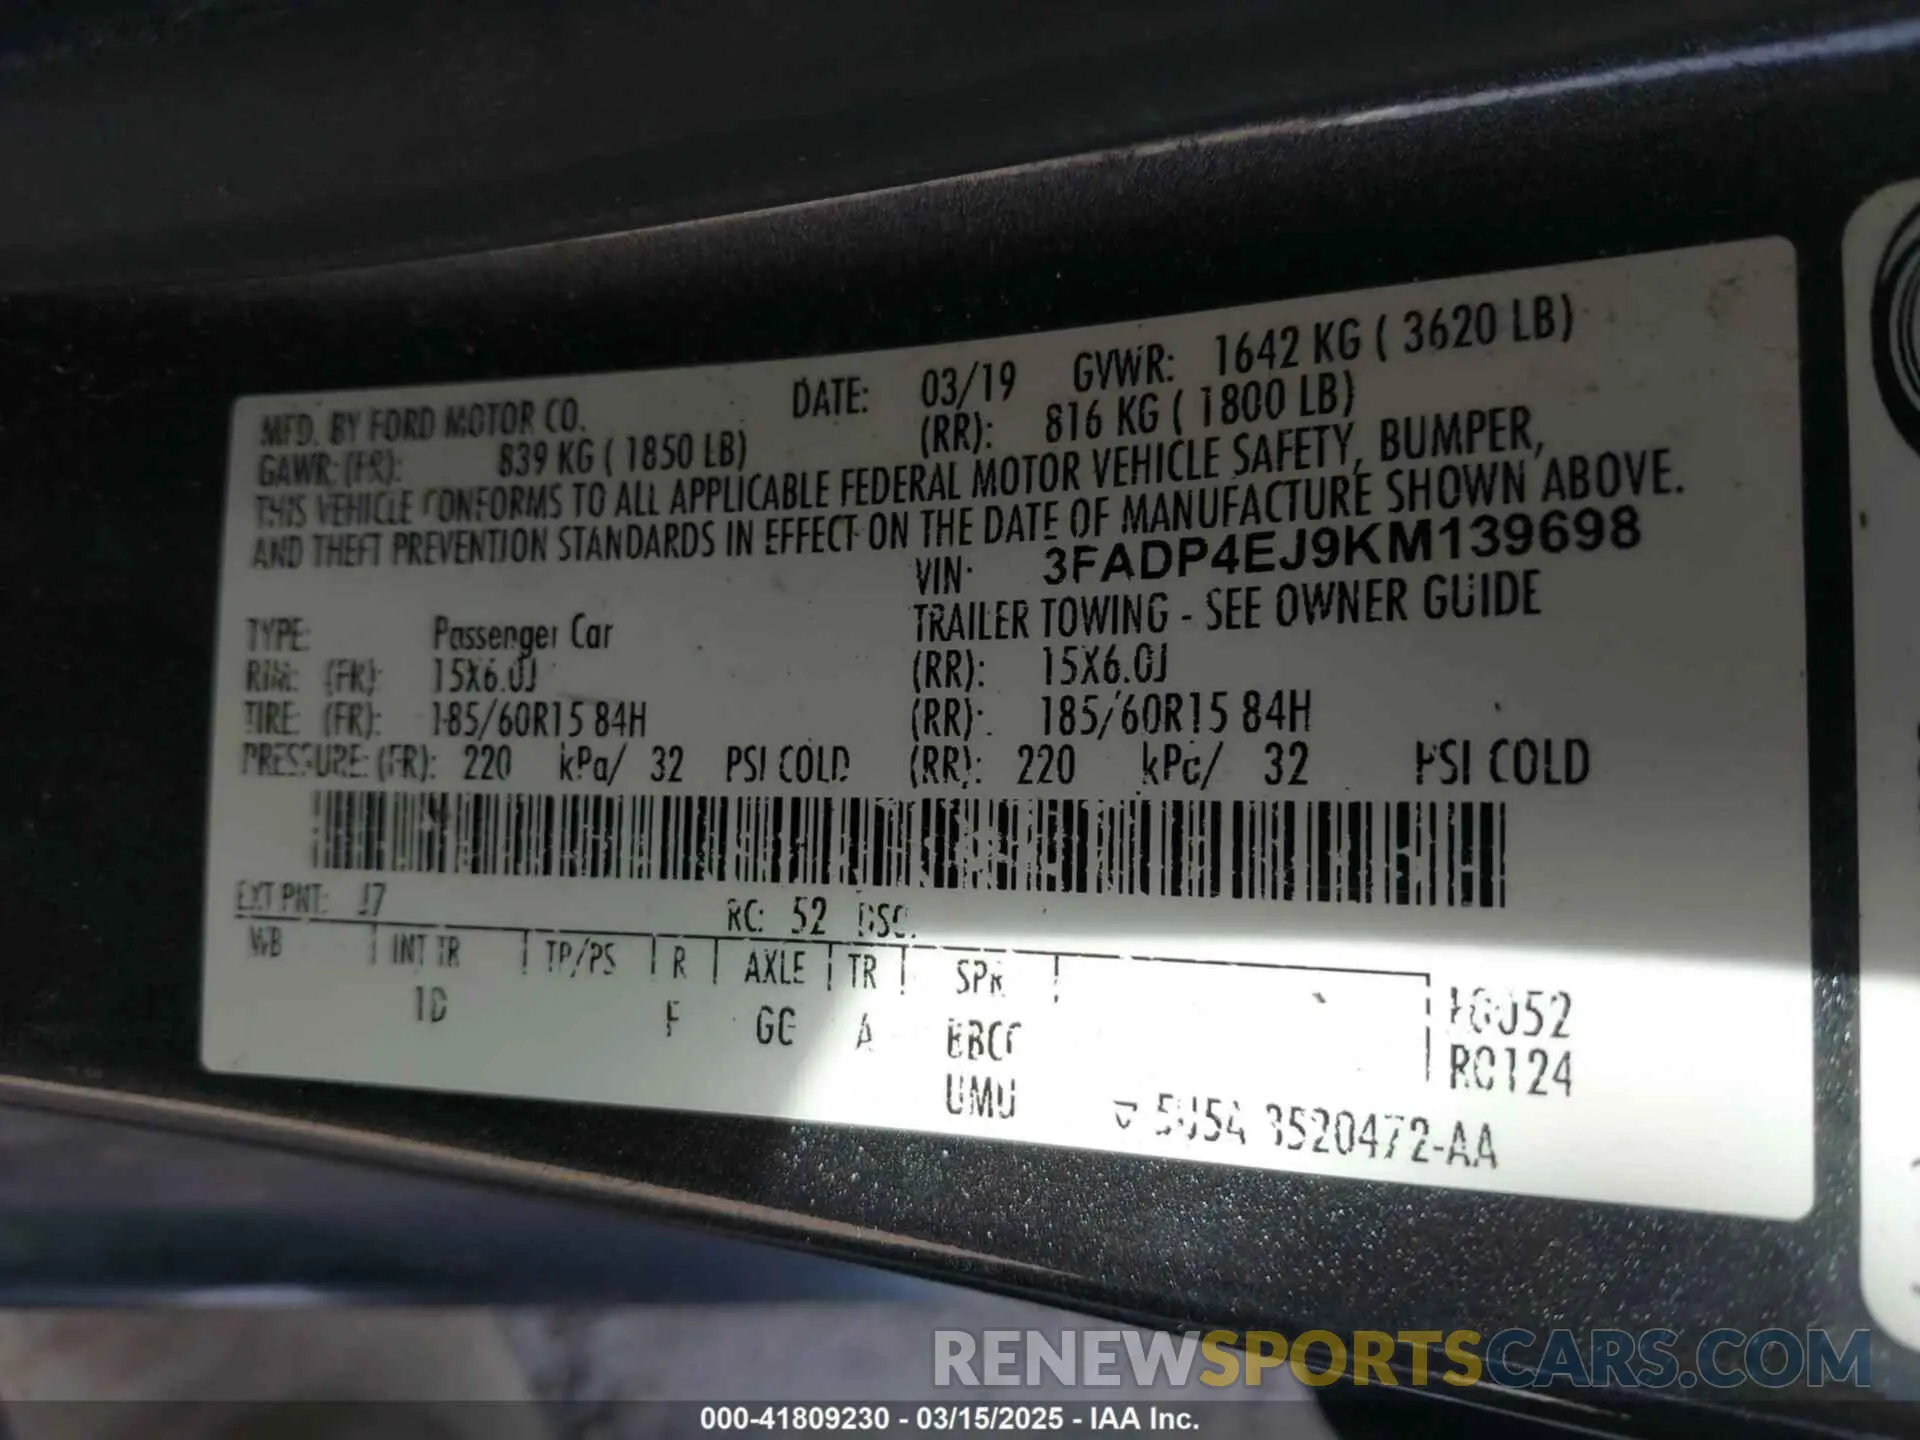 MFD. BY FORD MOTOR CO. DATE: 03/19 GVWR: 1642 KG ( 3620 LB)
GAWR: (FR): 839 KG ( 1850 LB) (RR): 816 KG ( 1800 LB)
THIS VEHICLE CONFORMS TO ALL APPLICABLE FEDERAL MOTOR VEHICLE SAFETY, BUMPER,
AND THEFT PREVENTION STANDARDS IN EFFECT ON THE DATE OF MANUFACTURE SHOWN ABOVE.
VIN: 3FADP4EJ9KM139698
TRAILER TOWING - SEE OWNER GUIDE
TYPE: Passenger Car
RIM: (FR): 15X6.0J (RR): 15X6.0J
TIRE: (FR): 185/60R15 84H (RR): 185/60R15 84H
PRESSURE: (FR): 220 kPa/ 32 PSI COLD (RR): 220 kPa/ 32 PSI COLD
EXT PNT: J7 RC: 52 DSO:
WB INT TR TP/PS R AXLE TR SPR
F A
UMU RC124
RENEWSPORTSCARS.COM
000-41809230 - 03/15/2025 - IAA Inc.